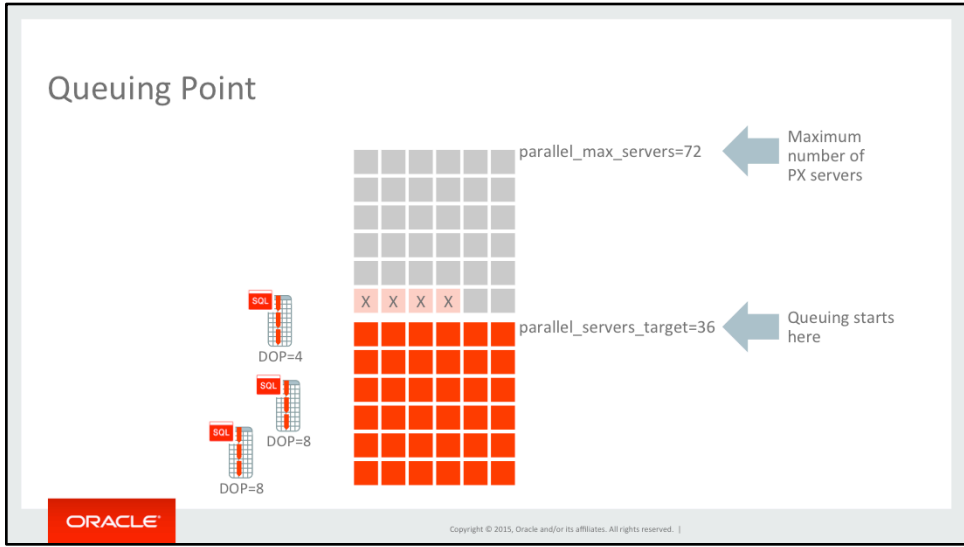 Queuing Point
parallel_max_servers=72
Maximum
number of
PX servers
X X X X
SQL
DOP=4
parallel_servers_target=36
Queuing starts
here
SQL
DOP=8
SQL
DOP=8
ORACLE®
Copyright © 2015, Oracle and/or its affiliates. All rights reserved. |